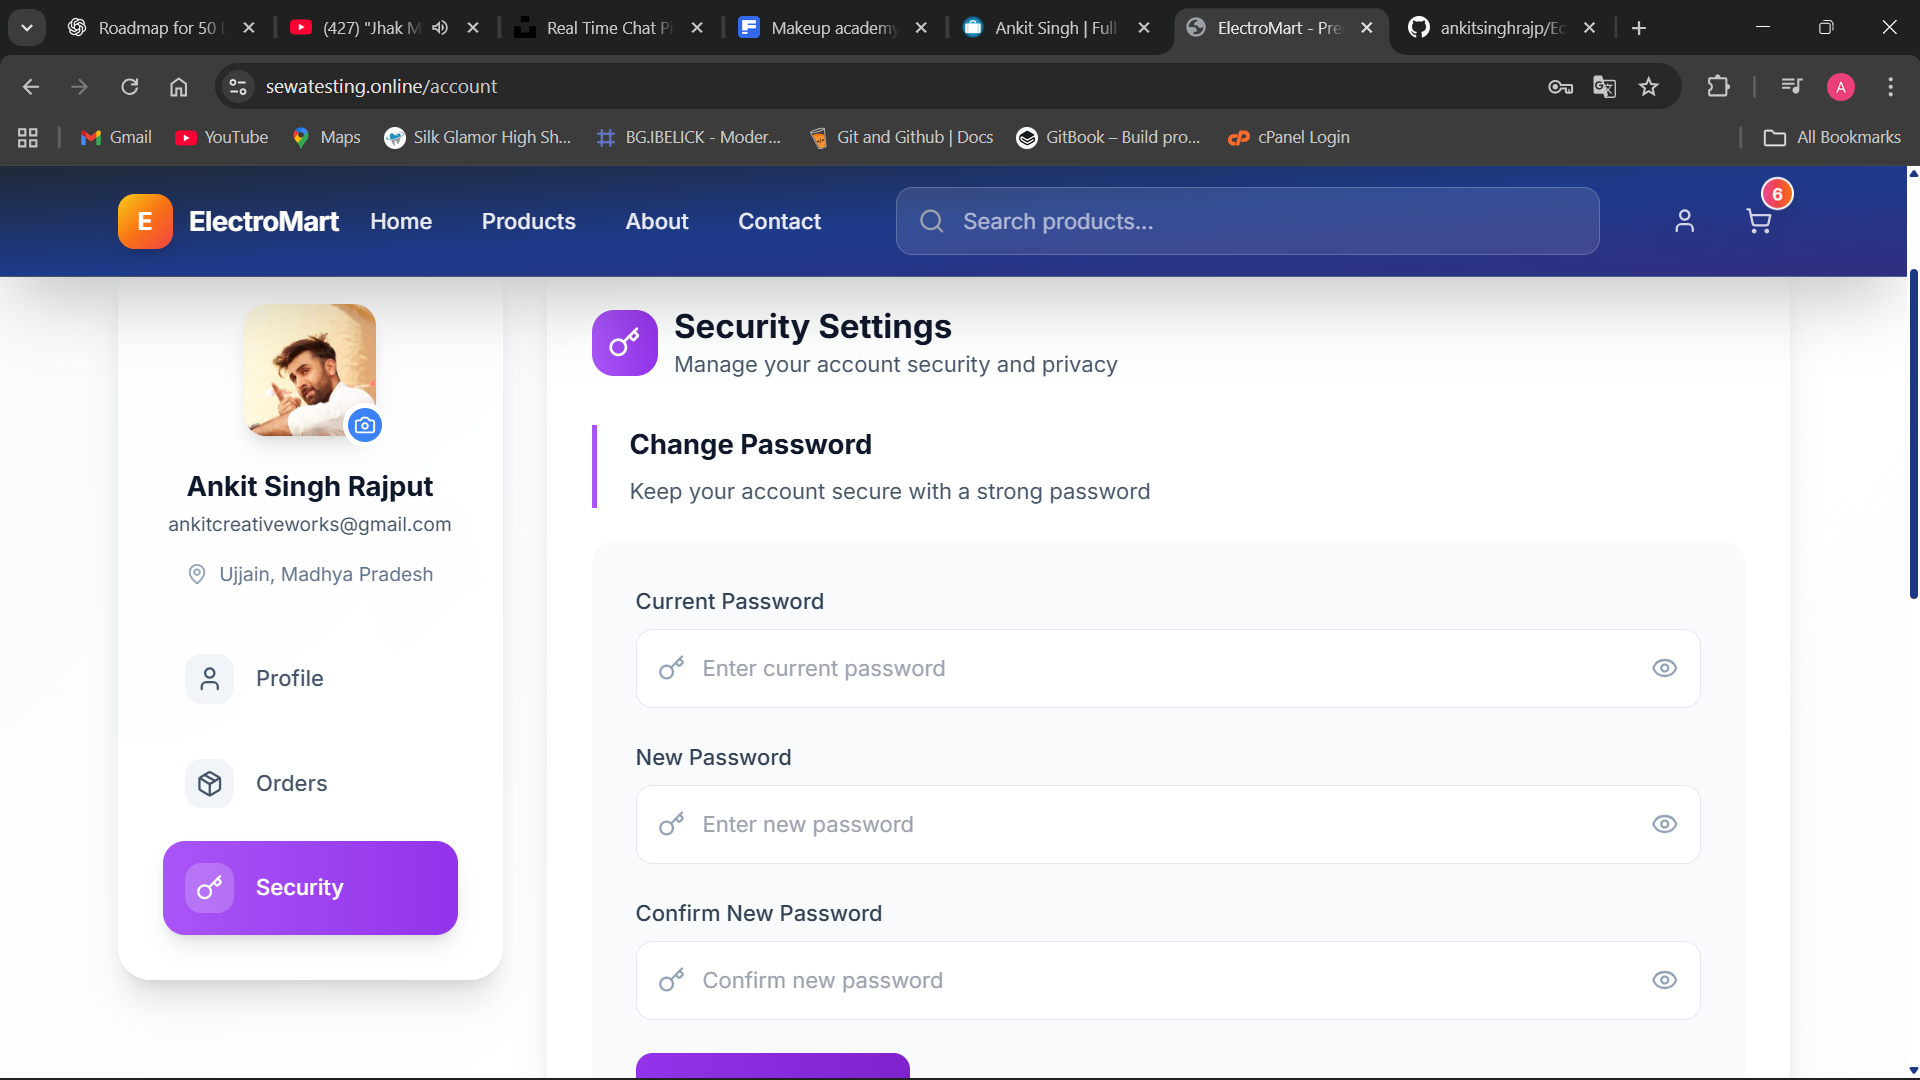 Roadmap for 50
(427) "Jhak M
Real Time Chat Pi
Makeup academy
Ankit Singh | Full
ElectroMart - Pre
ankitsinghrajp/Ec
sewatesting.online/account
A
Gmail
YouTube
Maps
Silk Glamor High Sh...
BG.IBELICK - Moder...
Git and Github | Docs
GitBook – Build pro...
cP cPanel Login
All Bookmarks
E ElectroMart
Home
Products
About
Contact
Search products...
6
Ankit Singh Rajput
ankitcreativeworks@gmail.com
Ujjain, Madhya Pradesh
Profile
Orders
Security
Security Settings
Manage your account security and privacy
Change Password
Keep your account secure with a strong password
Current Password
Enter current password
New Password
Enter new password
Confirm New Password
Confirm new password